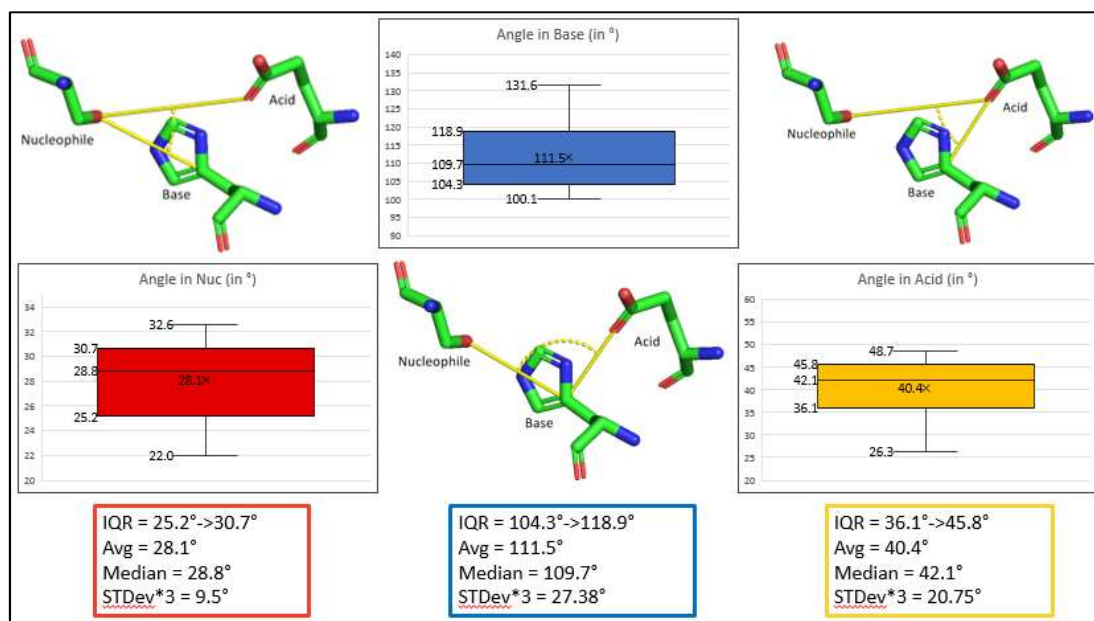 Nucleophile
Acid
Base
Angle in Base (in °)
140
135
130
125
120
115
110
105
100
95
90
131.6
118.9
111.5×
109.7
104.3
100.1
Nucleophile
Acid
Base
Angle in Nuc (in °)
34
32
30
28
26
24
22
20
32.6
30.7
28.8
28.1×
25.2
22.0
Nucleophile
Acid
Base
Angle in Acid (in °)
60
55
50
45
40
35
30
25
20
48.7
45.8
42.1
40.4×
36.1
26.3
IQR = 25.2°->30.7°
Avg = 28.1°
Median = 28.8°
STDev*3 = 9.5°
IQR = 104.3°->118.9°
Avg = 111.5°
Median = 109.7°
STDev*3 = 27.38°
IQR = 36.1°->45.8°
Avg = 40.4°
Median = 42.1°
STDev*3 = 20.75°